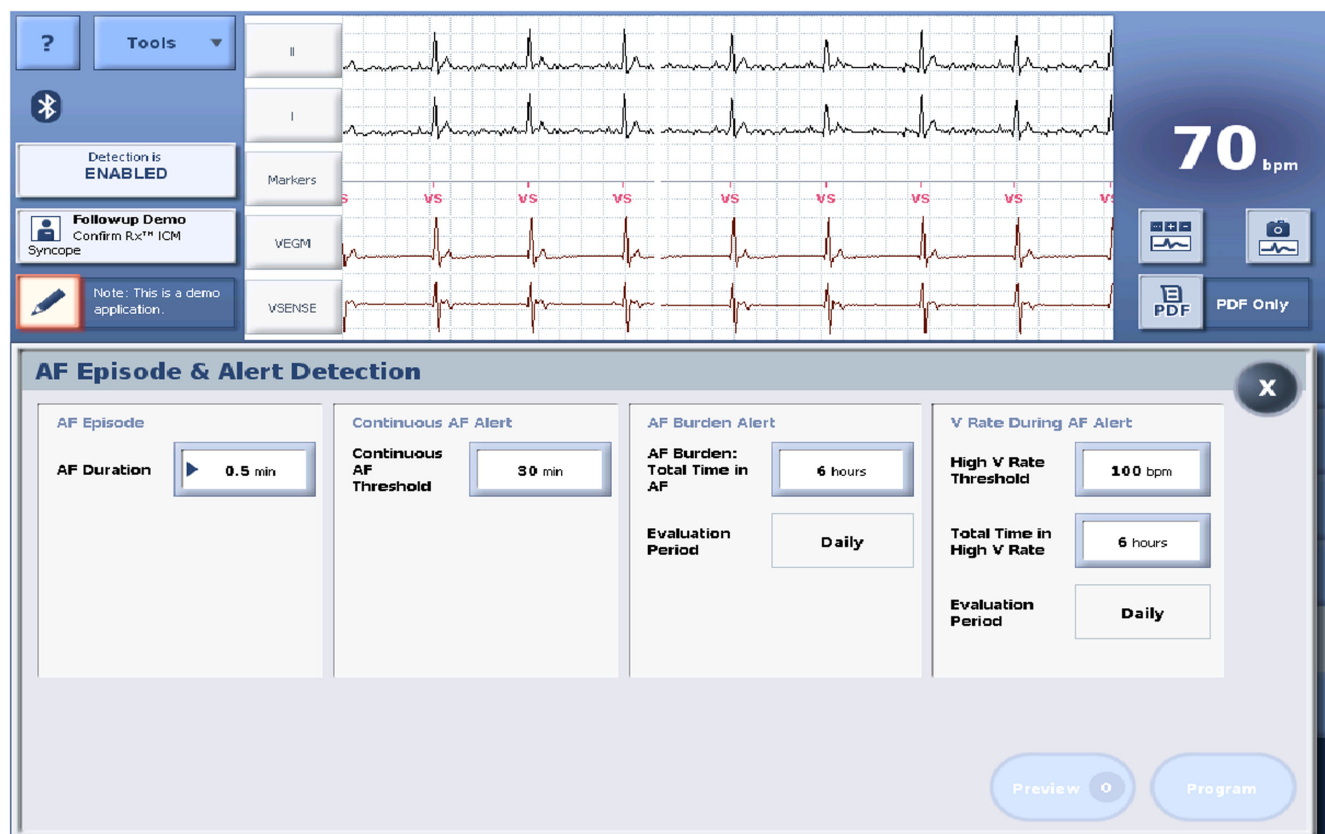 ?
Tools
Detection is
ENABLED
Followup Demo
Confirm Rx™ ICM
Syncope
Note: This is a demo
application.
II
I
Markers
VEGM
VSENSE
S VS VS VS VS VS VS VS VS
70 bpm
PDF
PDF Only
AF Episode & Alert Detection
X
AF Episode
AF Duration
0.5 min
Continuous AF Alert
Continuous
AF
Threshold
30 min
AF Burden Alert
AF Burden:
Total Time in
AF
6 hours
Evaluation
Period
Daily
V Rate During AF Alert
High V Rate
Threshold
100 bpm
Total Time in
High V Rate
6 hours
Evaluation
Period
Daily
Preview 0
Program